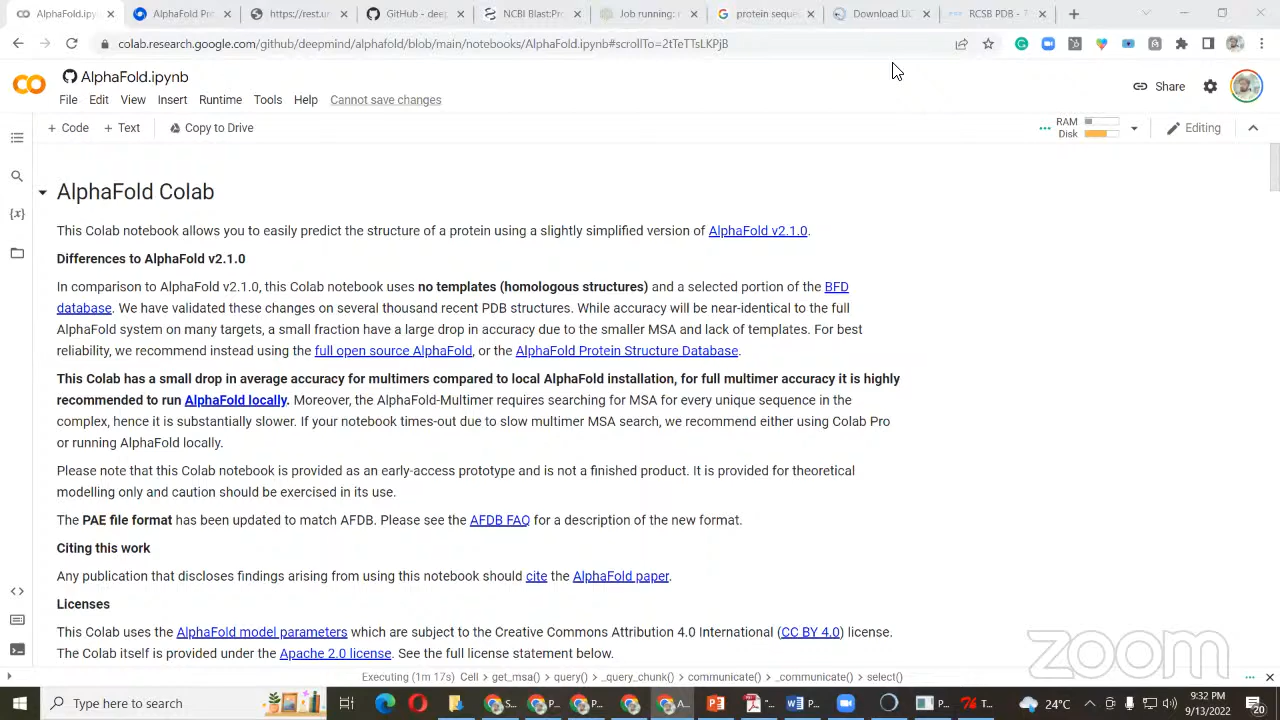 AlphaFold.ipynb
AlphaFold Col
https://rest.ur
GitHub - deep
NCBI Blast:Pro
Job running:
protein seque
Download UC
RCSB PDB - 7
colab.research.google.com/github/deepmind/alphafold/blob/main/notebooks/AlphaFold.ipynb#scrollTo=2tTeTTsLKPjB
AlphaFold.ipynb
File Edit View Insert Runtime Tools Help Cannot save changes
Share
+ Code + Text Copy to Drive
RAM
Disk
Editing
AlphaFold Colab
This Colab notebook allows you to easily predict the structure of a protein using a slightly simplified version of AlphaFold v2.1.0.
Differences to AlphaFold v2.1.0
In comparison to AlphaFold v2.1.0, this Colab notebook uses no templates (homologous structures) and a selected portion of the BFD
database. We have validated these changes on several thousand recent PDB structures. While accuracy will be near-identical to the full
AlphaFold system on many targets, a small fraction have a large drop in accuracy due to the smaller MSA and lack of templates. For best
reliability, we recommend instead using the full open source AlphaFold, or the AlphaFold Protein Structure Database.
This Colab has a small drop in average accuracy for multimers compared to local AlphaFold installation, for full multimer accuracy it is highly
recommended to run AlphaFold locally. Moreover, the AlphaFold-Multimer requires searching for MSA for every unique sequence in the
complex, hence it is substantially slower. If your notebook times-out due to slow multimer MSA search, we recommend either using Colab Pro
or running AlphaFold locally.
Please note that this Colab notebook is provided as an early-access prototype and is not a finished product. It is provided for theoretical
modelling only and caution should be exercised in its use.
The PAE file format has been updated to match AFDB. Please see the AFDB FAQ for a description of the new format.
Citing this work
Any publication that discloses findings arising from using this notebook should cite the AlphaFold paper.
Licenses
This Colab uses the AlphaFold model parameters which are subject to the Creative Commons Attribution 4.0 International (CC BY 4.0) license.
The Colab itself is provided under the Apache 2.0 license. See the full license statement below.
zoom
Executing (1m 17s) Cell > get_msa() > query() > _query_chunk() > communicate() > _communicate() > select()
Type here to search
S...
P...
P...
G...
A...
P...
P...
W...
Z...
P...
T...
24°C
9:32 PM
9/13/2022
20